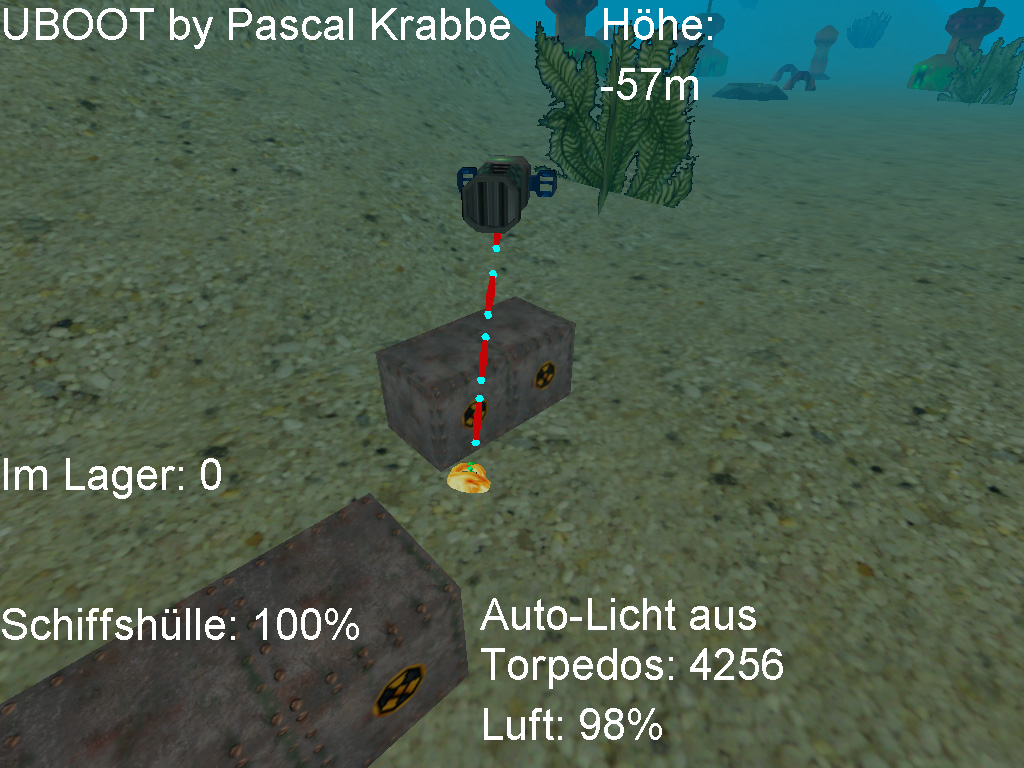 UBOOT by Pascal Krabbe
Höhe:
-57m
Im Lager: 0
Schiffshülle: 100%
Auto-Licht aus
Torpedos: 4256
Luft: 98%